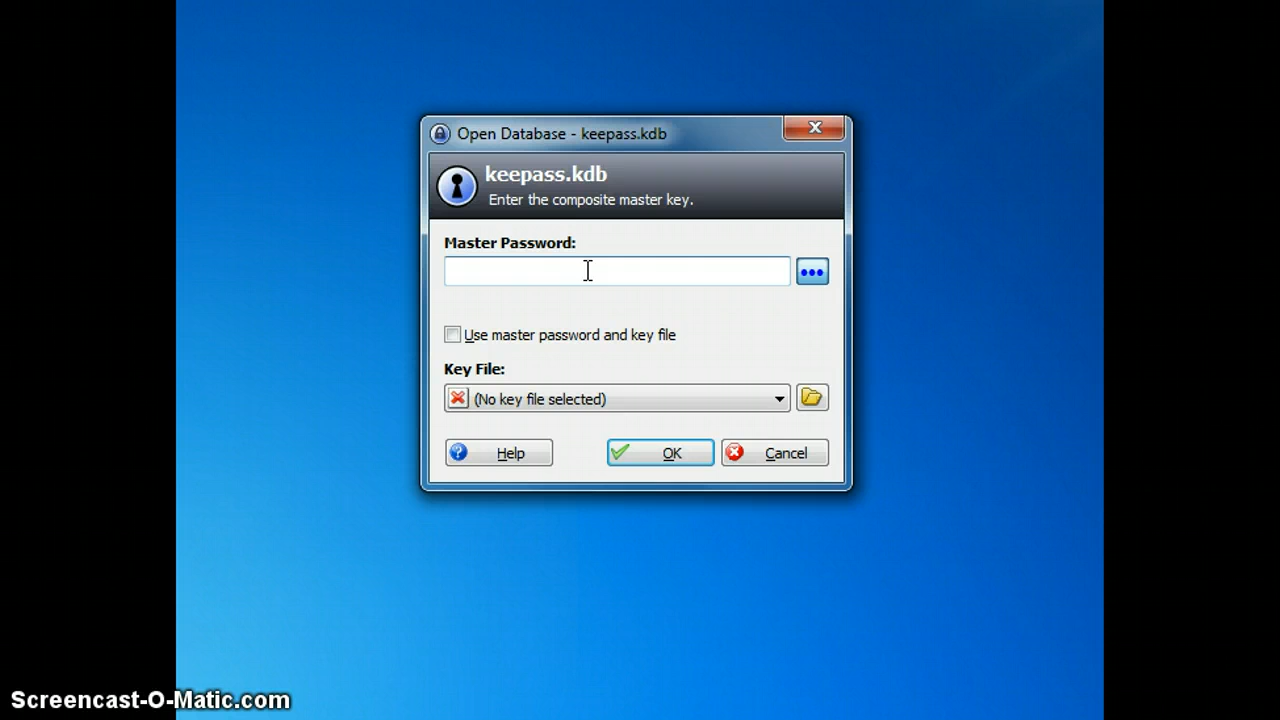 Open Database - keepass.kdb
keepass.kdb
Enter the composite master key.
Master Password:
Use master password and key file
Key File:
(No key file selected)
Help
OK
Cancel
Screencast-O-Matic.com